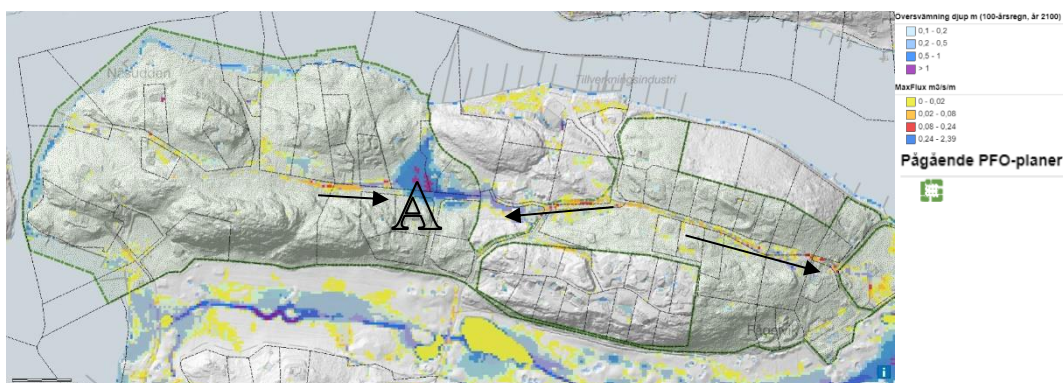 Översvämning djup m (100-årsregn, år 2100)
0,1 - 0,2
0,2 - 0,5
0,5 - 1
> 1
MaxFlux m3/s/m
0 - 0,02
0,02 - 0,08
0,08 - 0,24
0,24 - 2,39
Pågående PFO-planer
Näsudden
Tillverkningsindustri
A
i